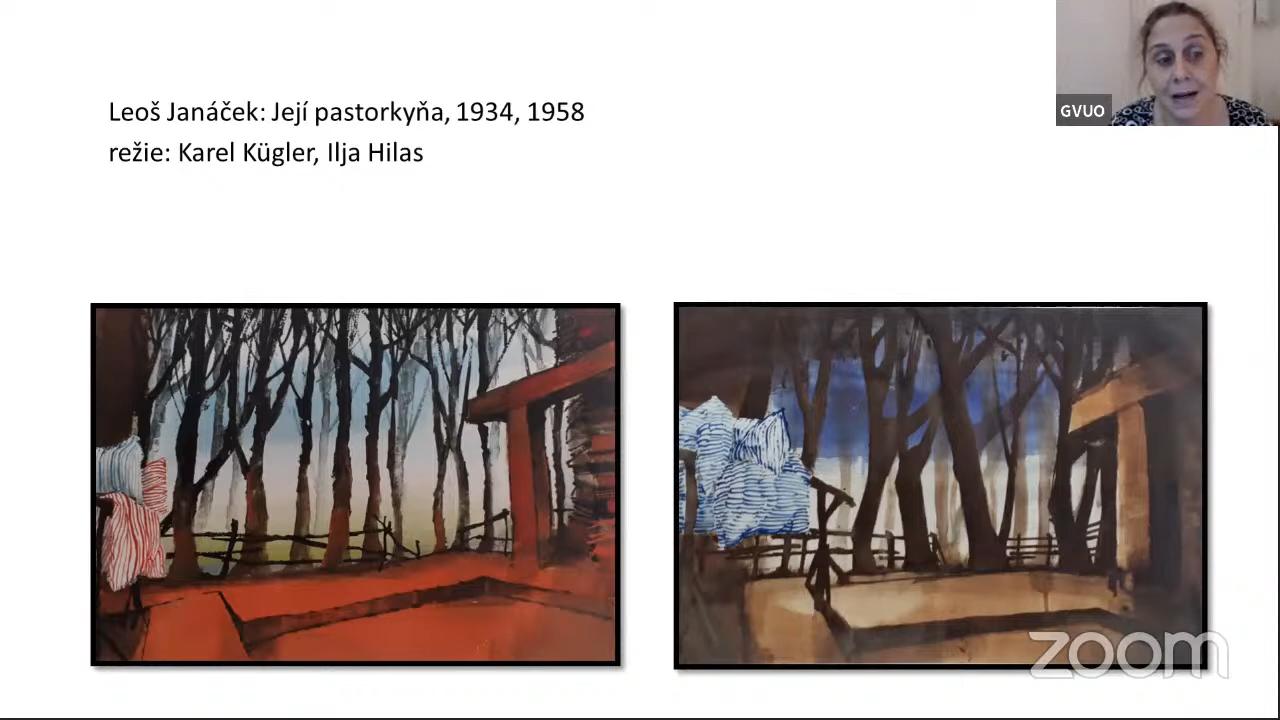 Leoš Janáček: Její pastorkyňa, 1934, 1958
režie: Karel Kügler, Ilja Hilas
GVUO
zoom